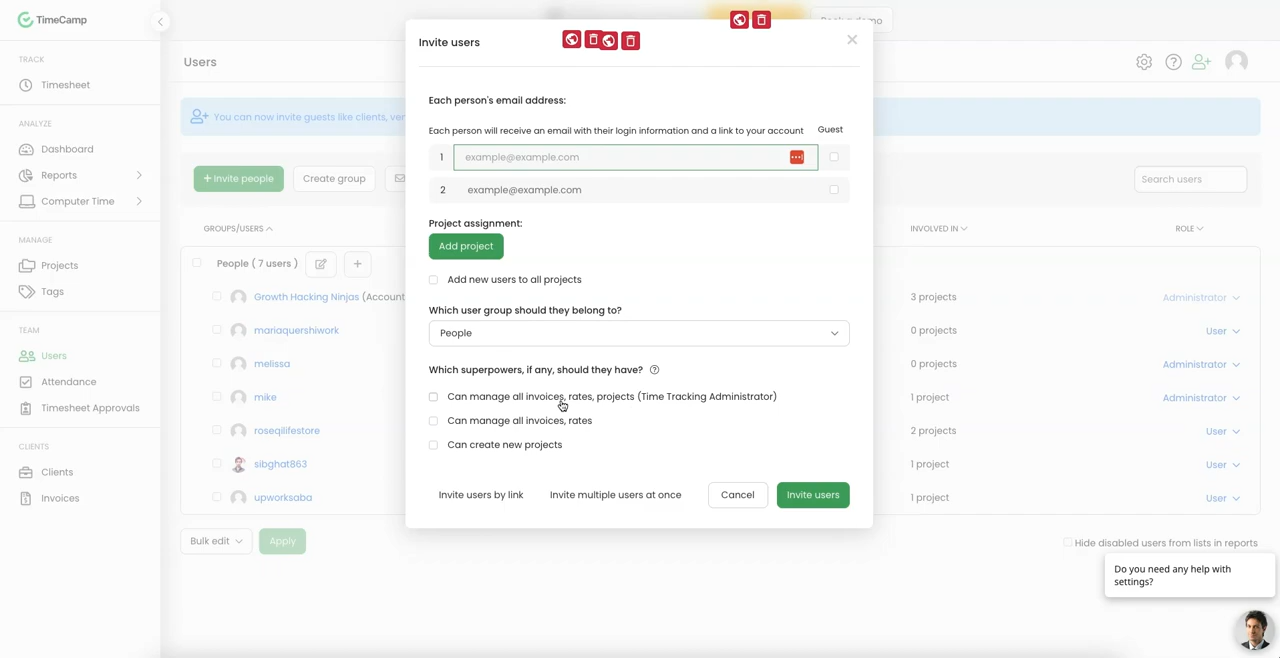 TimeCamp
TRACK
Timesheet
ANALYZE
Dashboard
Reports
Computer Time
MANAGE
Projects
Tags
TEAM
Users
Attendance
Timesheet Approvals
CLIENTS
Clients
Invoices
Book a demo
Users
You can now invite guests like clients, ver
+ Invite people
Create group
Search users
GROUPS/USERS
INVOLVED IN
ROLE
People ( 7 users )
Growth Hacking Ninjas (Account
3 projects
Administrator
mariaquershiwork
0 projects
User
melissa
0 projects
Administrator
mike
1 project
Administrator
roseqilifestore
2 projects
User
sibghat863
1 project
User
upworksaba
1 project
User
Bulk edit
Apply
Hide disabled users from lists in reports
Invite users
Each person's email address:
Each person will receive an email with their login information and a link to your account
Guest
1
example@example.com
2
example@example.com
Project assignment:
Add project
Add new users to all projects
Which user group should they belong to?
People
Which superpowers, if any, should they have?
Can manage all invoices, rates, projects (Time Tracking Administrator)
Can manage all invoices, rates
Can create new projects
Invite users by link
Invite multiple users at once
Cancel
Invite users
Do you need any help with
settings?